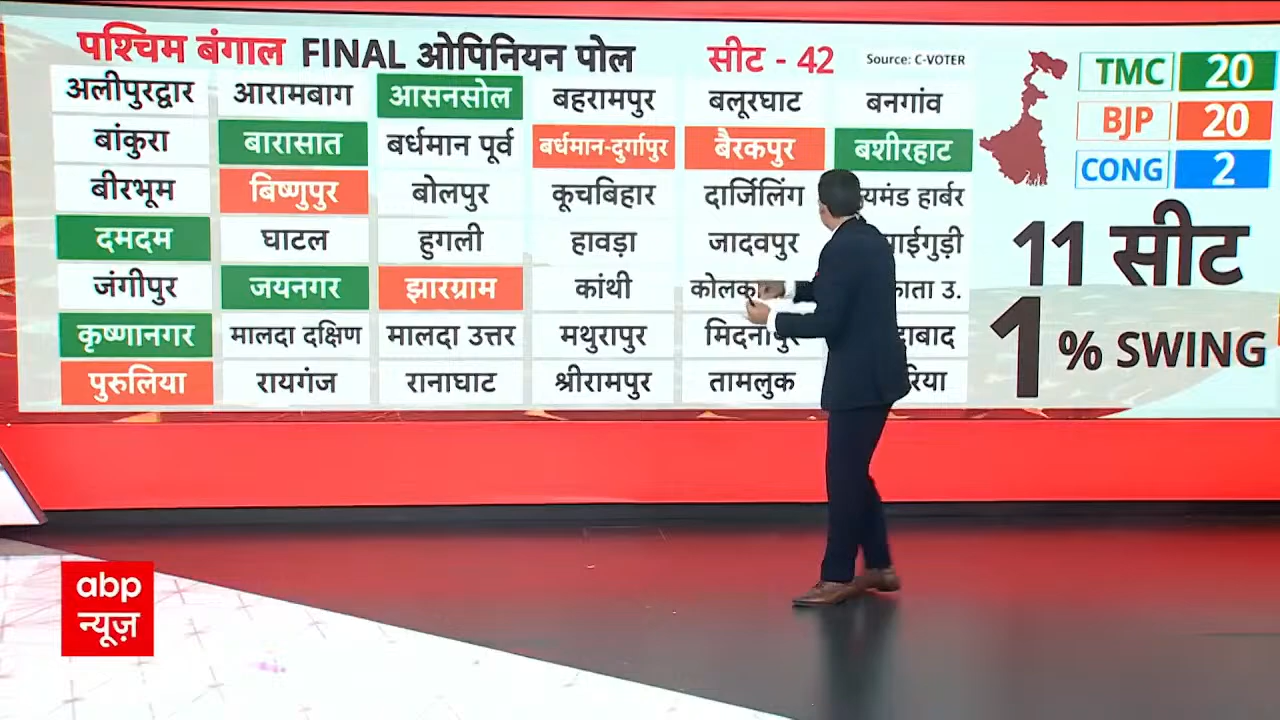 पश्चिम बंगाल FINAL ओपिनियन पोल सीट - 42 Source: C-VOTER
अलीपुरद्वार आरामबाग आसनसोल बहरामपुर बलूरघाट बनगांव
बांकुरा बारासात बर्धमान पूर्व बर्धमान-दुर्गापुर बैरकपुर बशीरहाट
बीरभूम बिष्णुपुर बोलपुर कूचबिहार दार्जिलिंग हार्बर
दमदम घाटल हुगली हावड़ा जादवपुर
जंगीपुर जयनगर झारग्राम कांथी उ.
कृष्णानगर मालदा दक्षिण मालदा उत्तर मथुरापुर
पुरुलिया रायगंज रानाघाट श्रीरामपुर तामलुक
TMC 20
BJP 20
CONG 2
11 सीट
1 % SWING
abp
न्यूज़